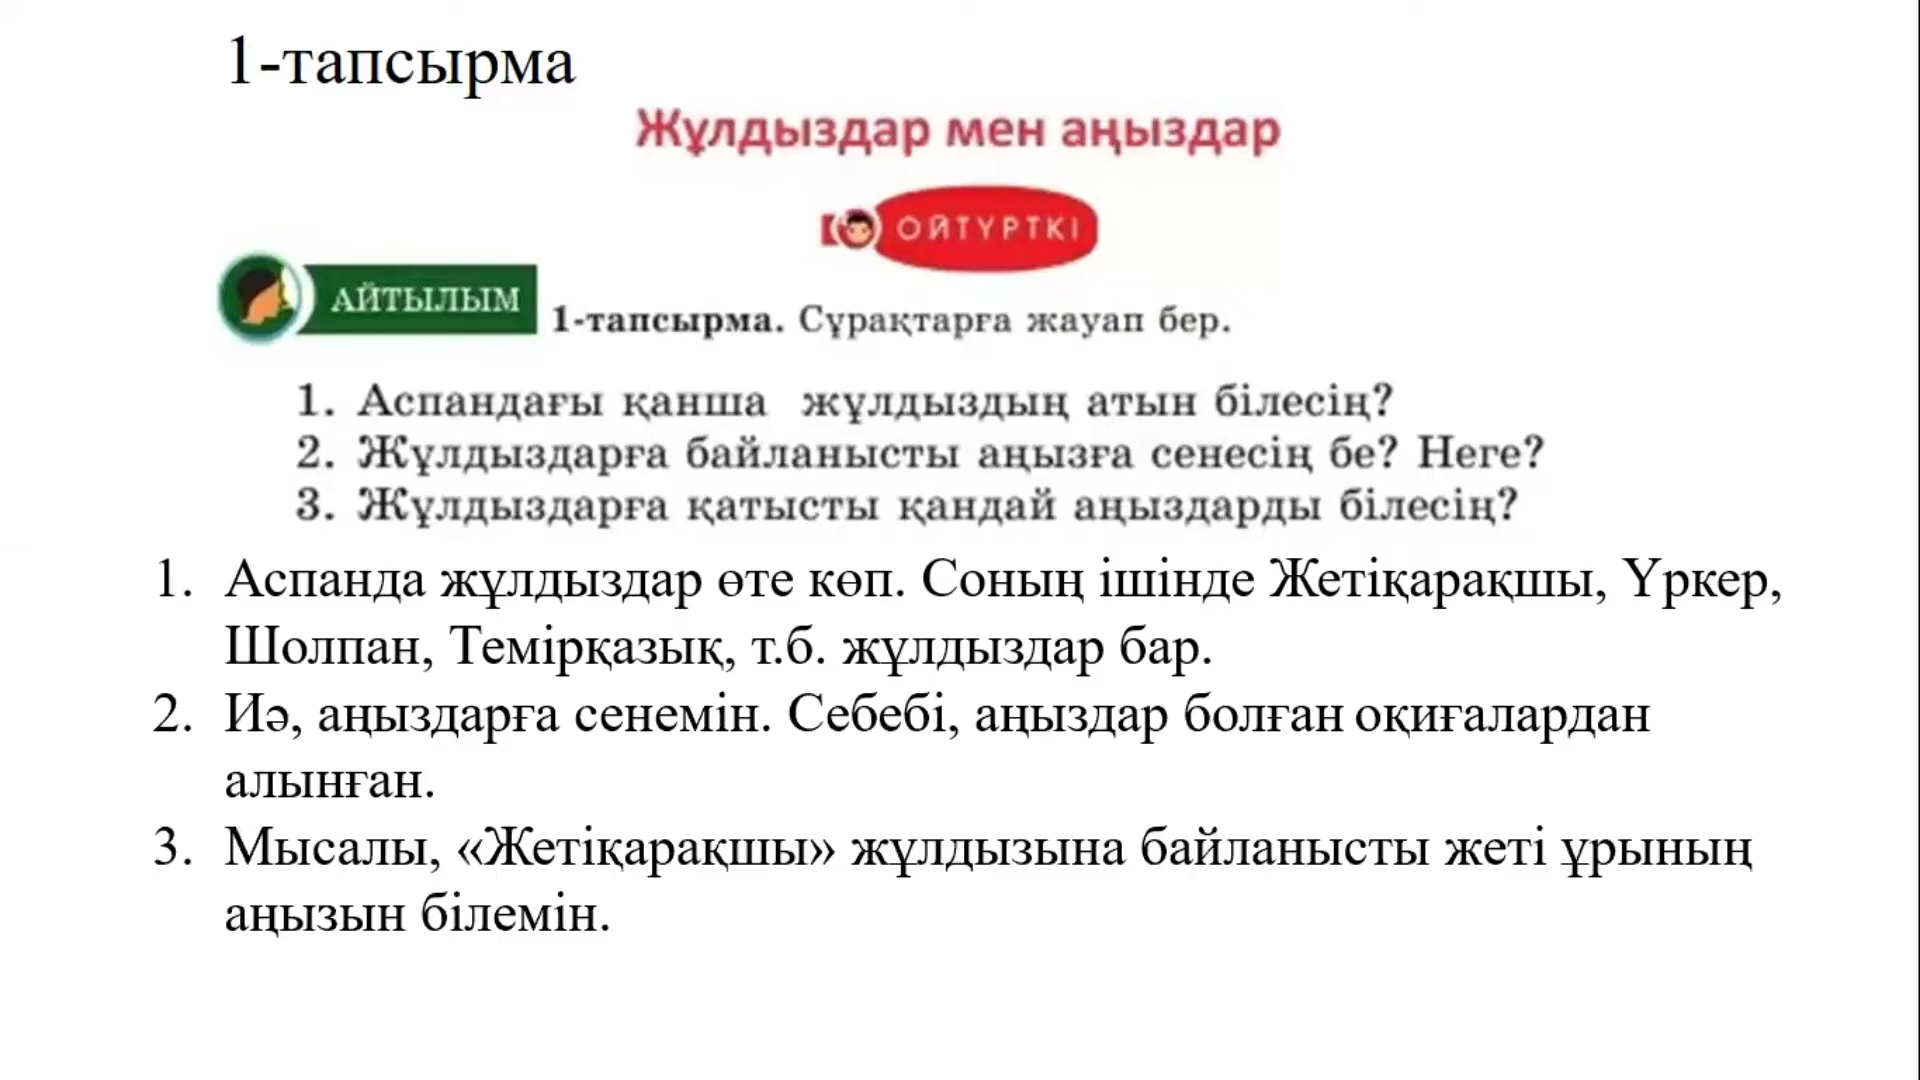 1-тапсырма
Жұлдыздар мен аңыздар
ОЙТҮРТКІ
АЙТЫЛЫМ
1-тапсырма. Сұрақтарға жауап бер.
1. Аспандағы қанша жұлдыздың атын білесің?
2. Жұлдыздарға байланысты аңызға сенесің бе? Неге?
3. Жұлдыздарға қатысты қандай аңыздарды білесің?
1. Аспанда жұлдыздар өте көп. Соның ішінде Жетіқарақшы, Үркер,
Шолпан, Темірқазық, т.б. жұлдыздар бар.
2. Иә, аңыздарға сенемін. Себебі, аңыздар болған оқиғалардан
алынған.
3. Мысалы, «Жетіқарақшы» жұлдызына байланысты жеті ұрының
аңызын білемін.